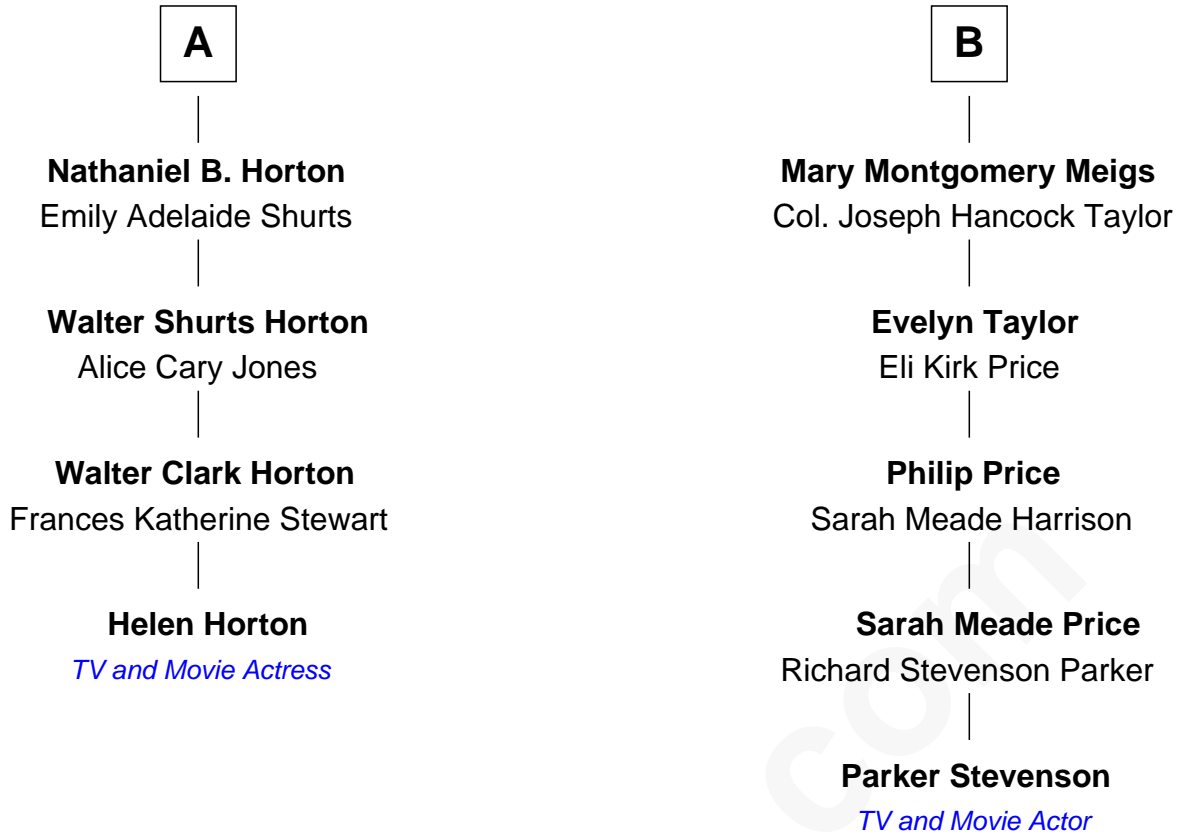 A
Nathaniel B. Horton
Emily Adelaide Shurts
Walter Shurts Horton
Alice Cary Jones
Walter Clark Horton
Frances Katherine Stewart
Helen Horton
TV and Movie Actress
B
Mary Montgomery Meigs
Col. Joseph Hancock Taylor
Evelyn Taylor
Eli Kirk Price
Philip Price
Sarah Meade Harrison
Sarah Meade Price
Richard Stevenson Parker
Parker Stevenson
TV and Movie Actor
com